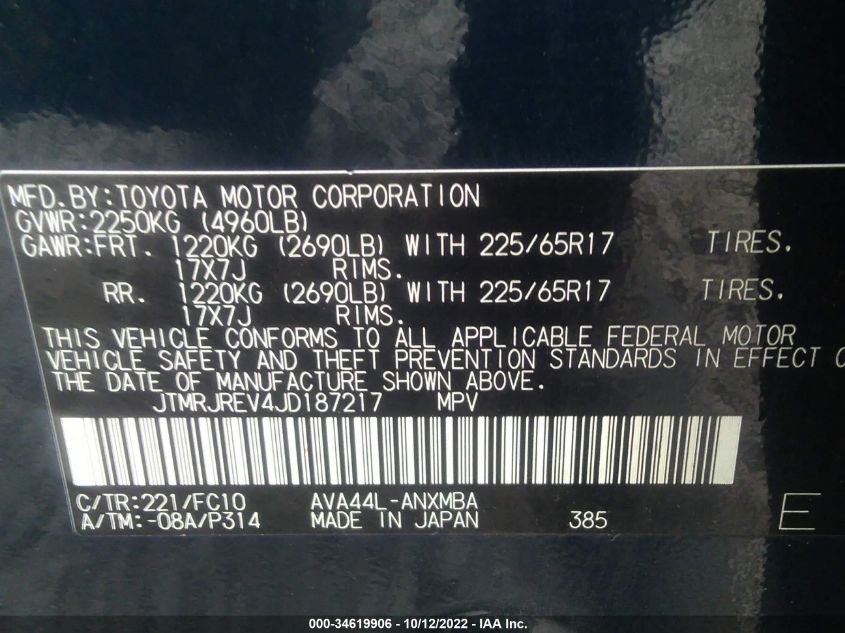 MFD.BY:TOYOTA MOTOR CORPORATION
GVWR:2250KG (4960LB)
GAWR:FRT. 1220KG (2690LB) WITH 225/65R17 TIRES.
17X7J RIMS.
RR. 1220KG (2690LB) WITH 225/65R17 TIRES.
17X7J RIMS.
THIS VEHICLE CONFORMS TO ALL APPLICABLE FEDERAL MOTOR
VEHICLE SAFETY AND THEFT PREVENTION STANDARDS IN EFFECT
THE DATE OF MANUFACTURE SHOWN ABOVE.
JTMRJREV4JD187217 MPV
C/TR:221/FC10 AVA44L-ANXMBA
A/TM:-08A/P314 MADE IN JAPAN 385 E
000-34619906 - 10/12/2022 - IAA Inc.